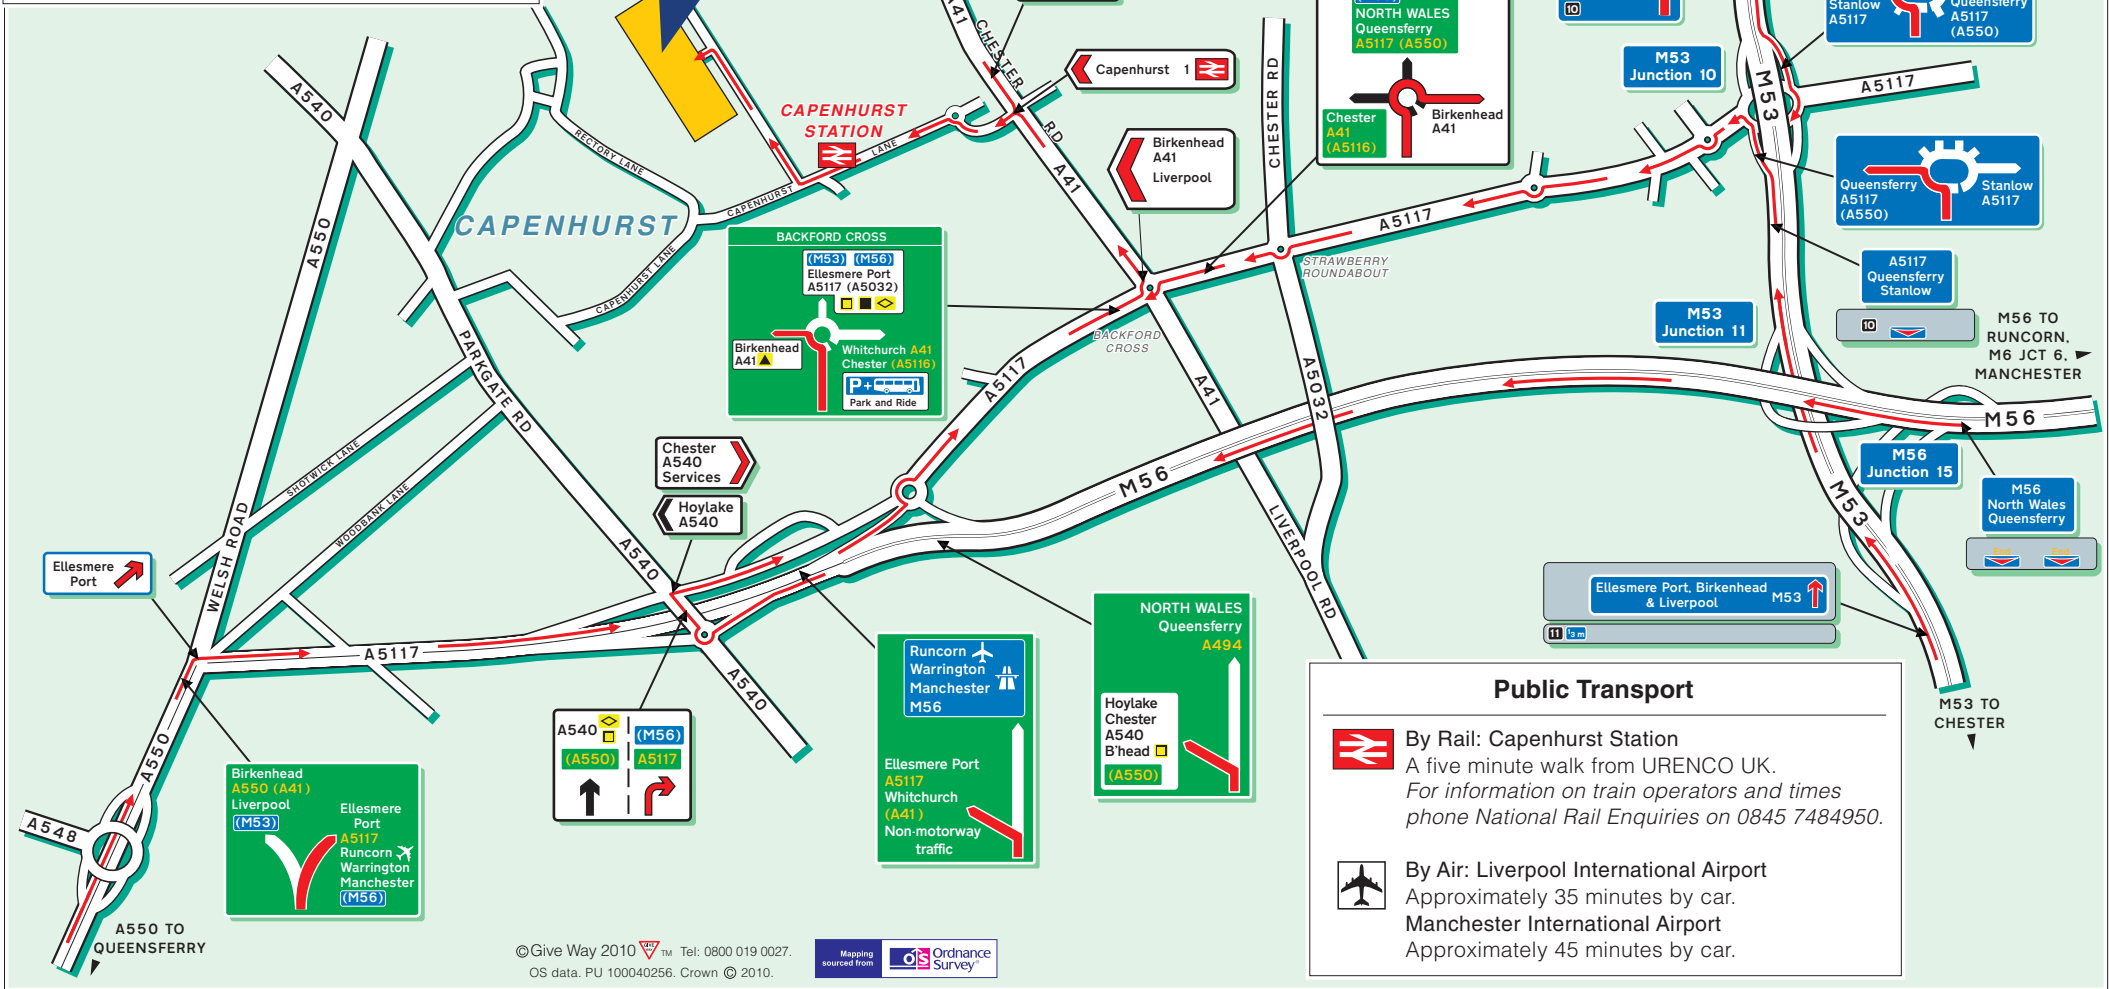 A41
CHESTER
RD
A41
NORTH WALES
Queensferry
A5117 (A550)
Chester
A41
(A5116)
Birkenhead
A41
10
Stanlow
A5117
Queensferry
A5117
(A550)
M53
Junction 10
M53
A5117
Capenhurst 1
CHESTER RD
A540
RECTORY LANE
CAPENHURST
STATION
LANE
CAPENHURST
CAPENHURST
CAPENHURST LANE
Birkenhead
A41
Liverpool
A5117
STRAWBERRY
ROUNDABOUT
Queensferry
A5117
(A550)
Stanlow
A5117
A5117
Queensferry
Stanlow
10
M53
Junction 11
M56 TO
RUNCORN,
M6 JCT 6,
MANCHESTER
A550
BACKFORD CROSS
(M53) (M56)
Ellesmere Port
A5117 (A5032)
Birkenhead
A41
Whitchurch A41
Chester (A5116)
P+
Park and Ride
BACKFORD
CROSS
PARKGATE RD
A5117
A41
A5032
M56
M56
Junction 15
M56
North Wales
Queensferry
End End
M53
Chester
A540
Services
Hoylake
A540
M56
SHOTWICK LANE
WOODBANK LANE
WELSH ROAD
A540
LIVERPOOL RD
Ellesmere
Port
A5117
A540
Ellesmere Port, Birkenhead
& Liverpool
M53
11 ⅓ m
NORTH WALES
Queensferry
A494
Hoylake
Chester
A540
B'head
(A550)
Runcorn
Warrington
Manchester
M56
Ellesmere Port
A5117
Whitchurch
(A41)
Non-motorway
traffic
A540
(A550)
(M56)
A5117
A550
Birkenhead
A550 (A41)
Liverpool
(M53)
Ellesmere
Port
A5117
Runcorn
Warrington
Manchester
(M56)
A548
A550 TO
QUEENSFERRY
M53 TO
CHESTER
Public Transport
By Rail: Capenhurst Station
A five minute walk from URENCO UK.
For information on train operators and times
phone National Rail Enquiries on 0845 7484950.
By Air: Liverpool International Airport
Approximately 35 minutes by car.
Manchester International Airport
Approximately 45 minutes by car.
©Give Way 2010 GIVE WAY TM Tel: 0800 019 0027.
OS data. PU 100040256. Crown © 2010.
Mapping
sourced from
OS Ordnance
Survey®